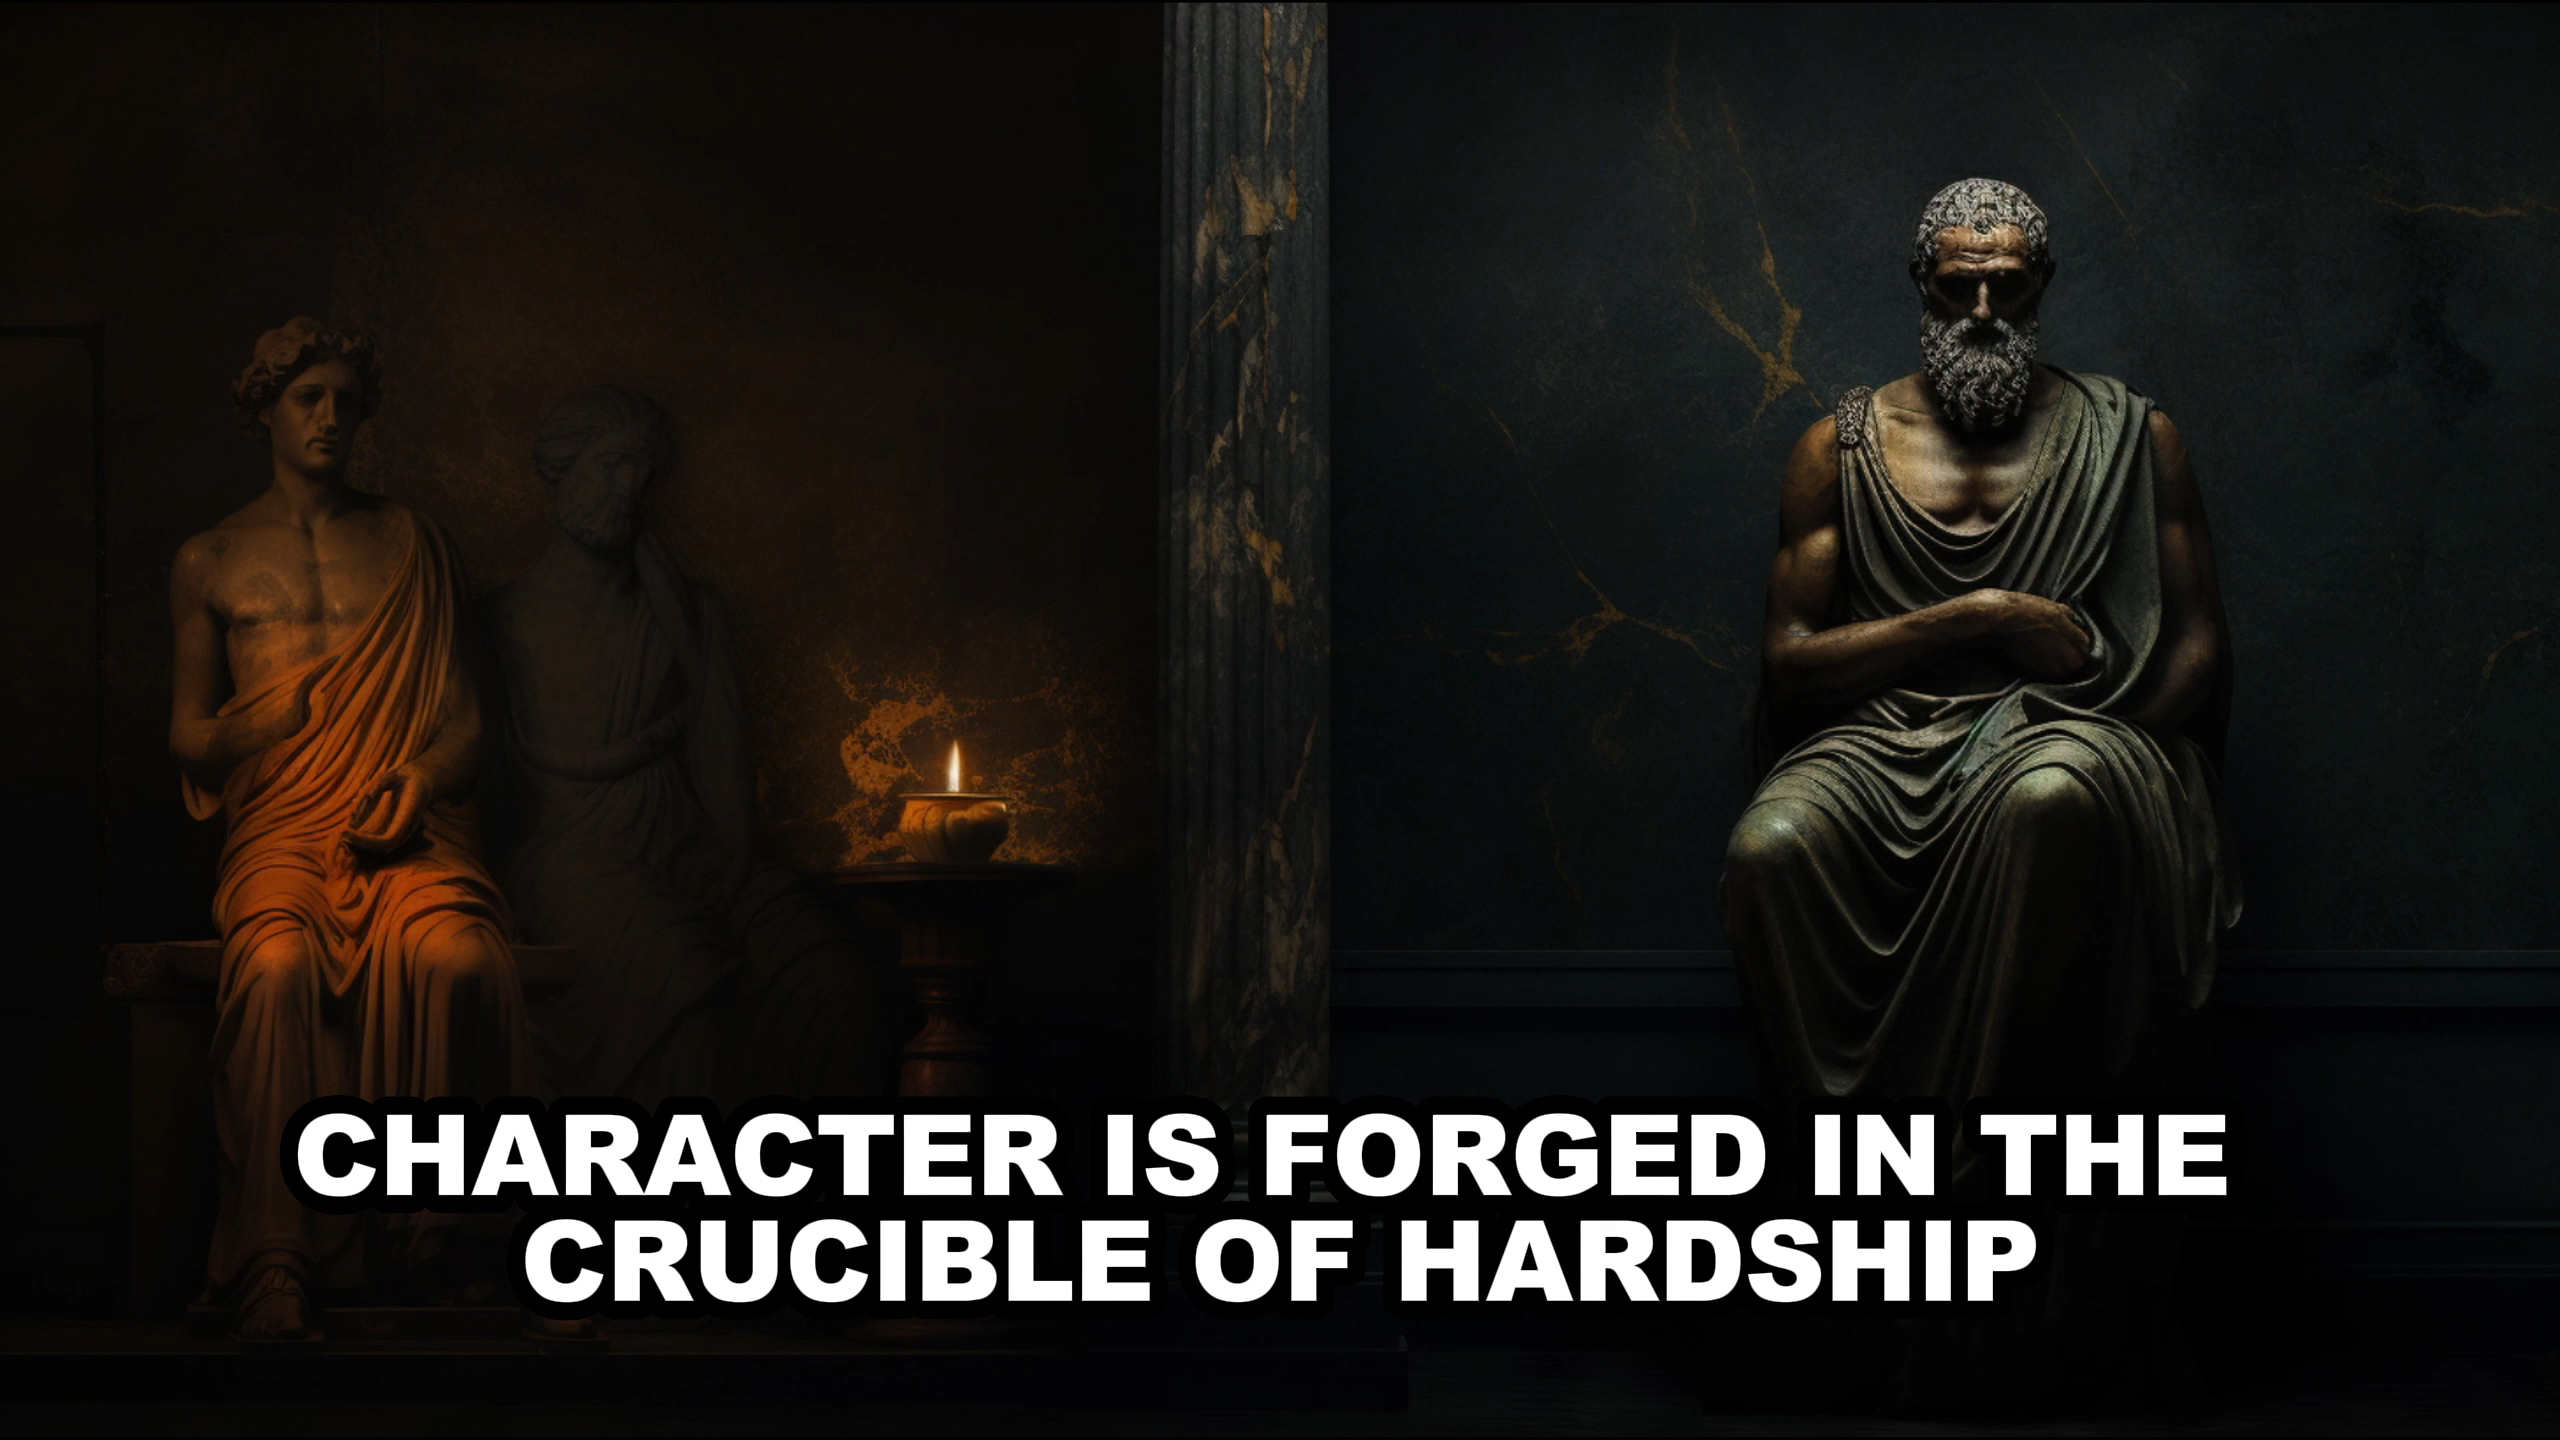 CHARACTER IS FORGED IN THE
CRUCIBLE OF HARDSHIP